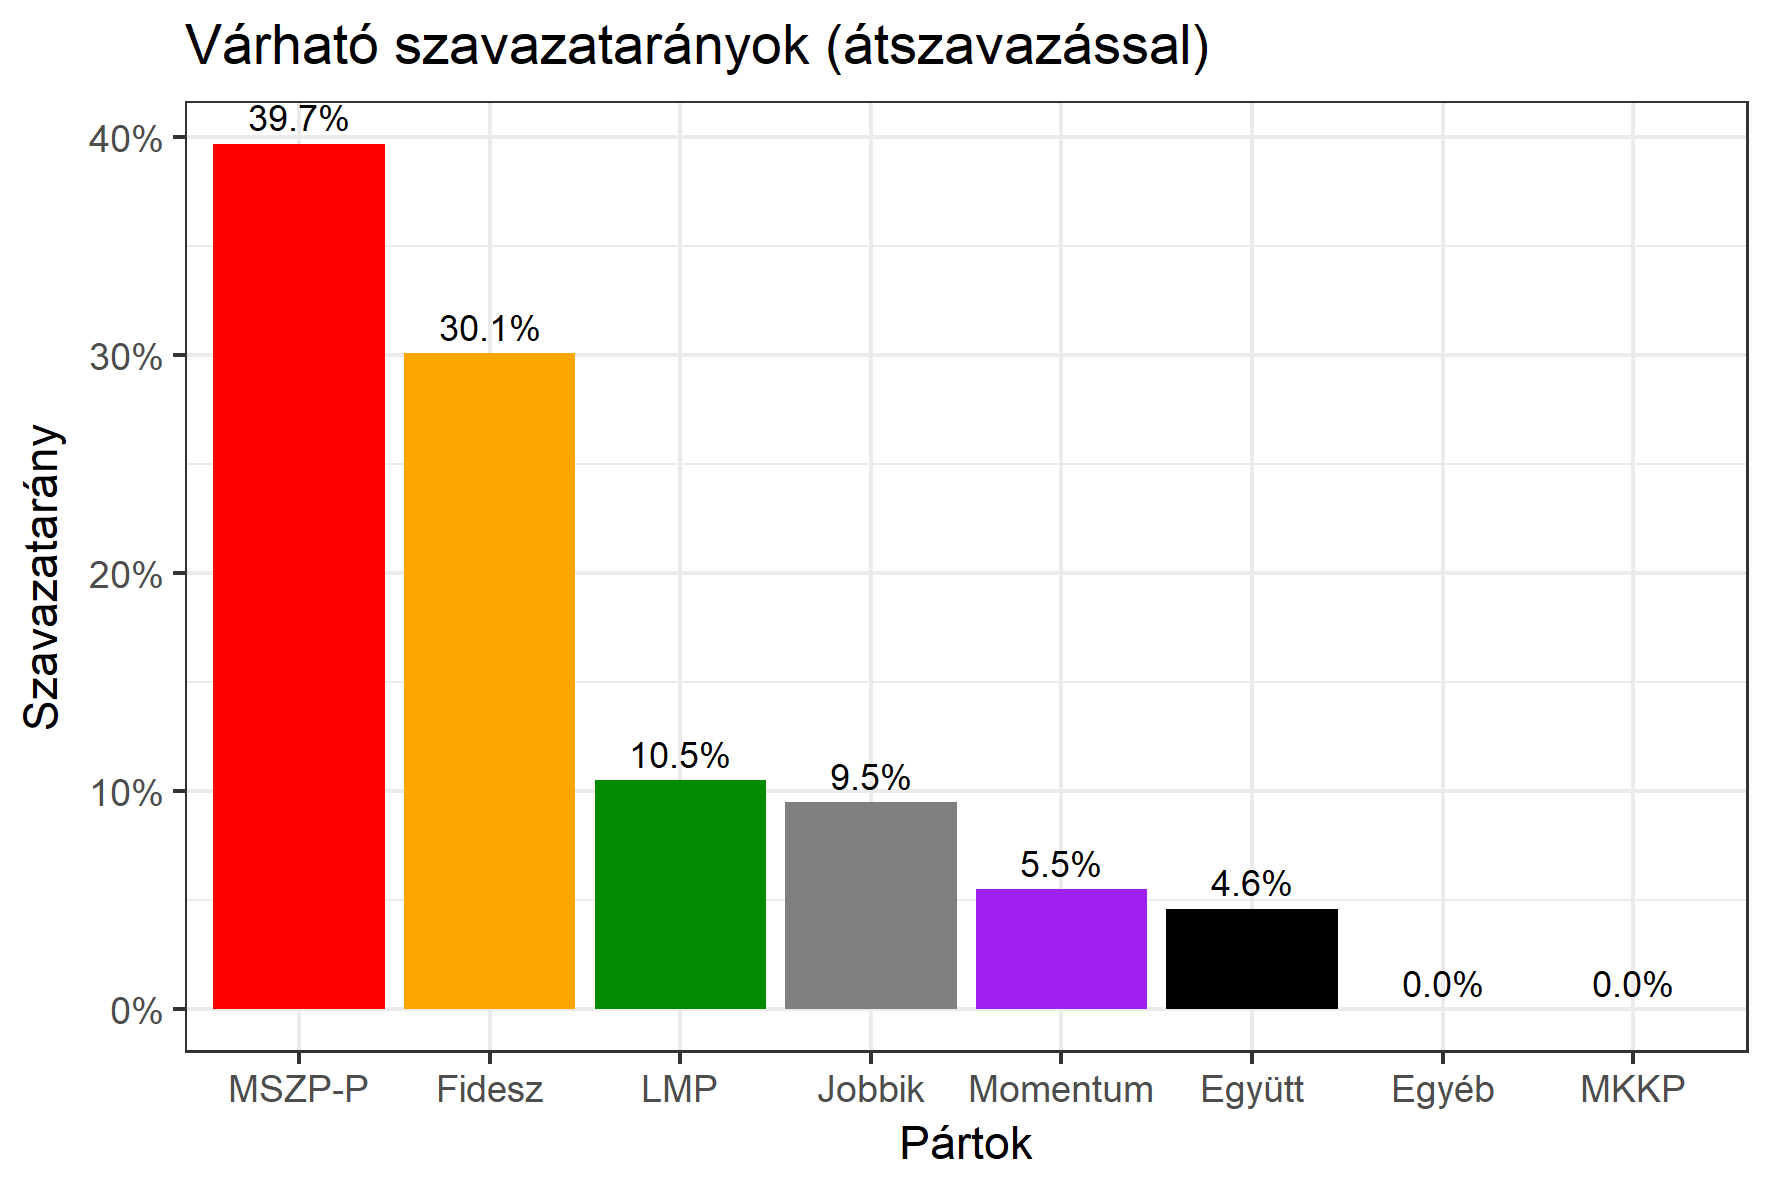 Várható szavazatarányok (átszavazással)
39.7%
30.1%
10.5%
9.5%
5.5%
4.6%
0.0%
0.0%
40%
30%
20%
10%
0%
Szavazatarány
MSZP-P
Fidesz
LMP
Jobbik
Momentum
Együtt
Egyéb
MKKP
Pártok